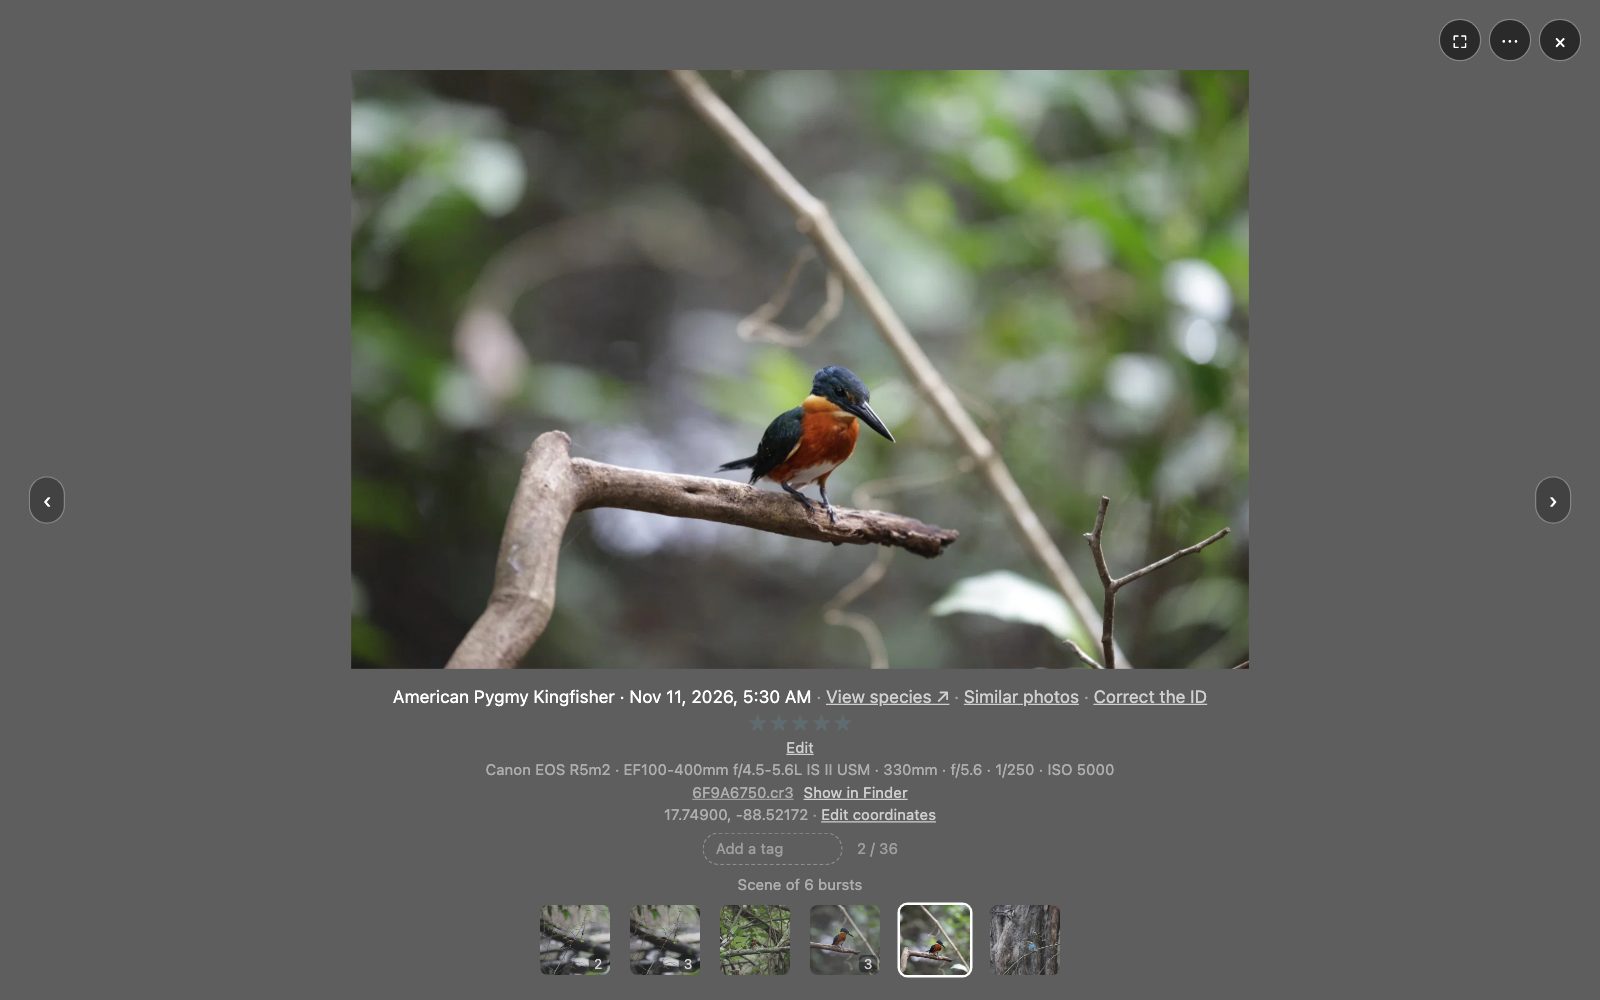 American Pygmy Kingfisher · Nov 11, 2026, 5:30 AM · View species ↗ · Similar photos · Correct the ID
★★★★★
Edit
Canon EOS R5m2 · EF100-400mm f/4.5-5.6L IS II USM · 330mm · f/5.6 · 1/250 · ISO 5000
6F9A6750.cr3 Show in Finder
17.74900, -88.52172 · Edit coordinates
Add a tag 2 / 36
Scene of 6 bursts
2 3 3